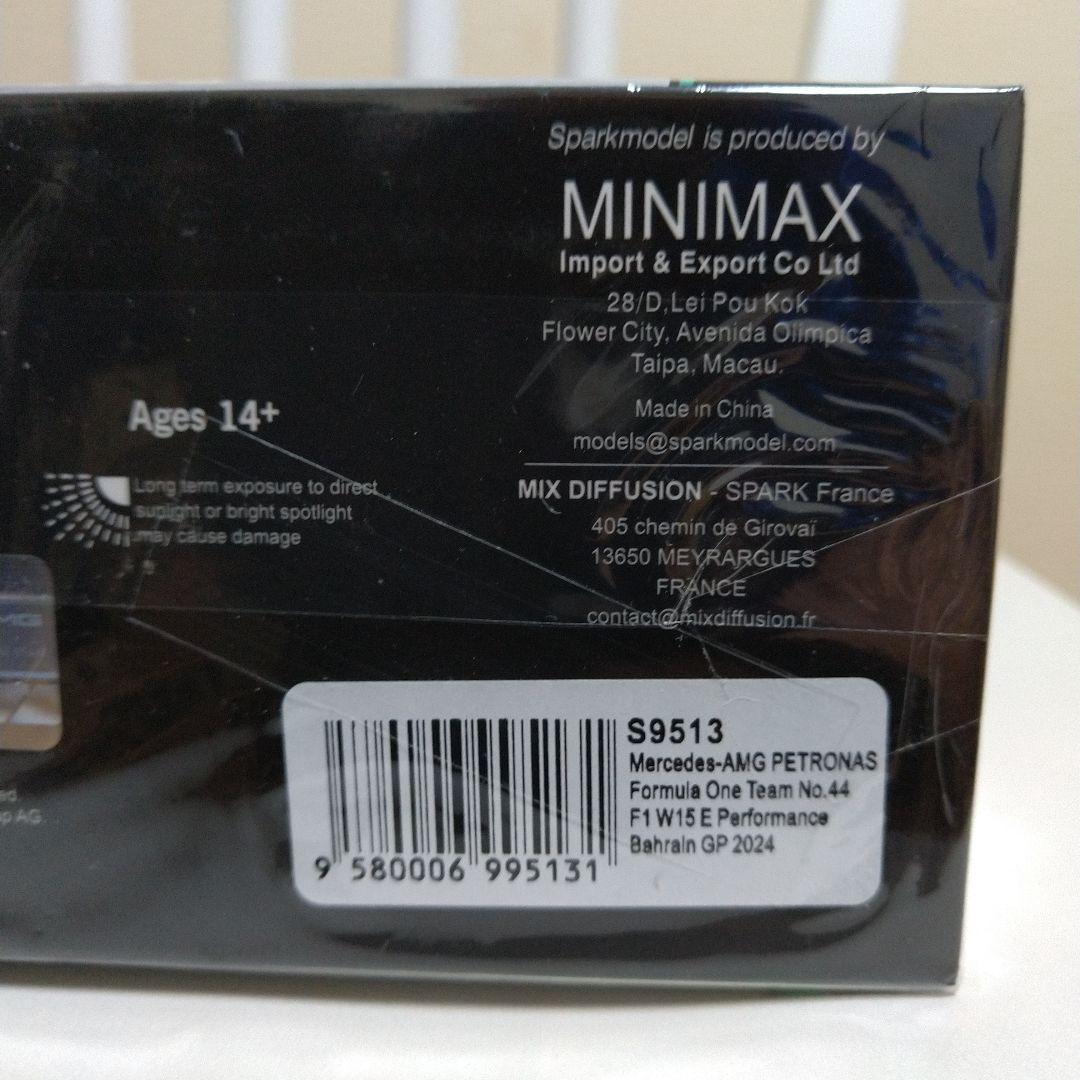 Sparkmodel is produced by
MINIMAX
Import & Export Co Ltd
28/D,Lei Pou Kok
Flower City, Avenida Olimpica
Taipa, Macau.
Made in China
models@sparkmodel.com
MIX DIFFUSION - SPARK France
405 chemin de Girovaï
13650 MEYRARGUES
FRANCE
contact@mixdiffusion.fr
Ages 14+
Long term exposure to direct
sunlight or bright spotlight
may cause damage
AG.
S9513
Mercedes-AMG PETRONAS
Formula One Team No.44
F1 W15 E Performance
Bahrain GP 2024
9 580006 995131